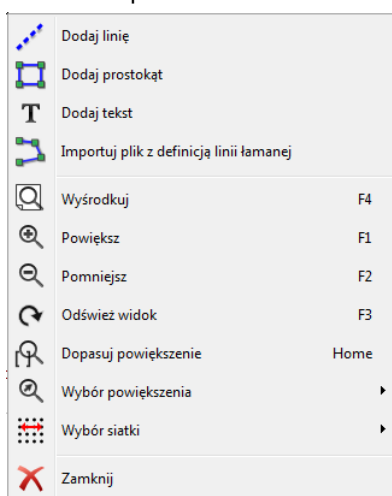 Dodaj linię
Dodaj prostokąt
Dodaj tekst
Importuj plik z definicją linii łamanej
Wyśrodkuj F4
Powiększ F1
Pomniejsz F2
Odśwież widok F3
Dopasuj powiększenie Home
Wybór powiększenia
Wybór siatki
Zamknij